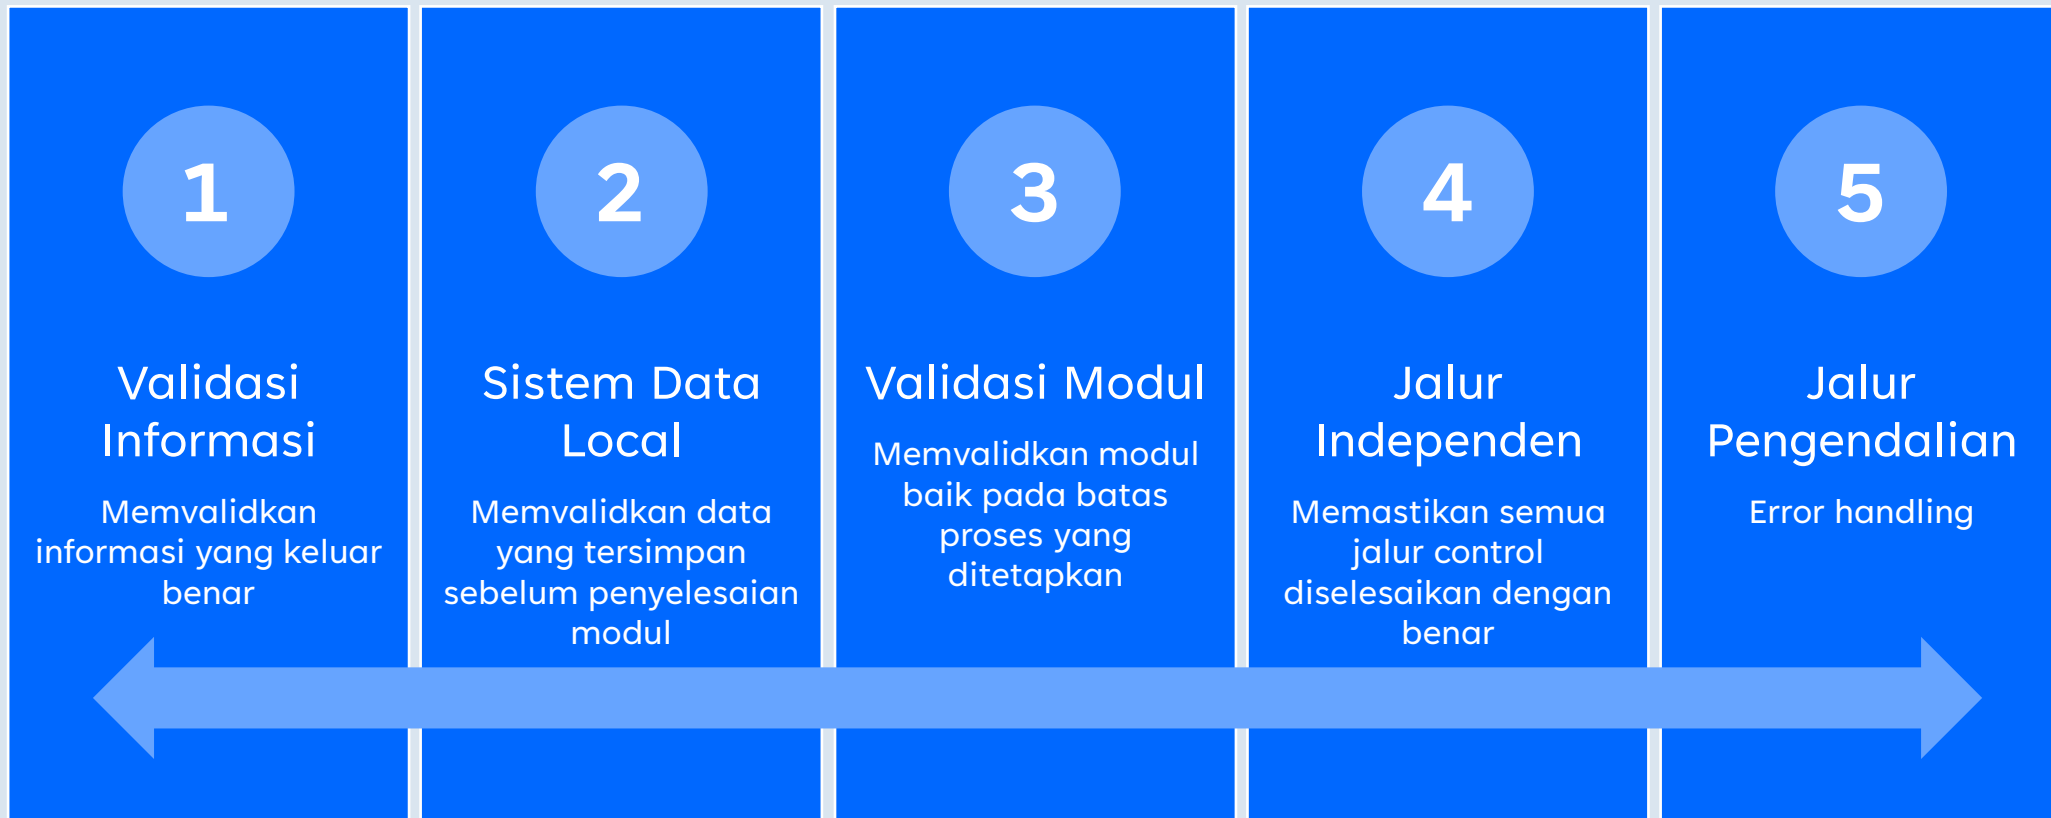 1
Validasi
Informasi
Memvalidkan
informasi yang keluar
benar
2
Sistem Data
Local
Memvalidkan data
yang tersimpan
sebelum penyelesaian
modul
3
Validasi Modul
Memvalidkan modul
baik pada batas
proses yang
ditetapkan
4
Jalur
Independen
Memastikan semua
jalur control
diselesaikan dengan
benar
5
Jalur
Pengendalian
Error handling